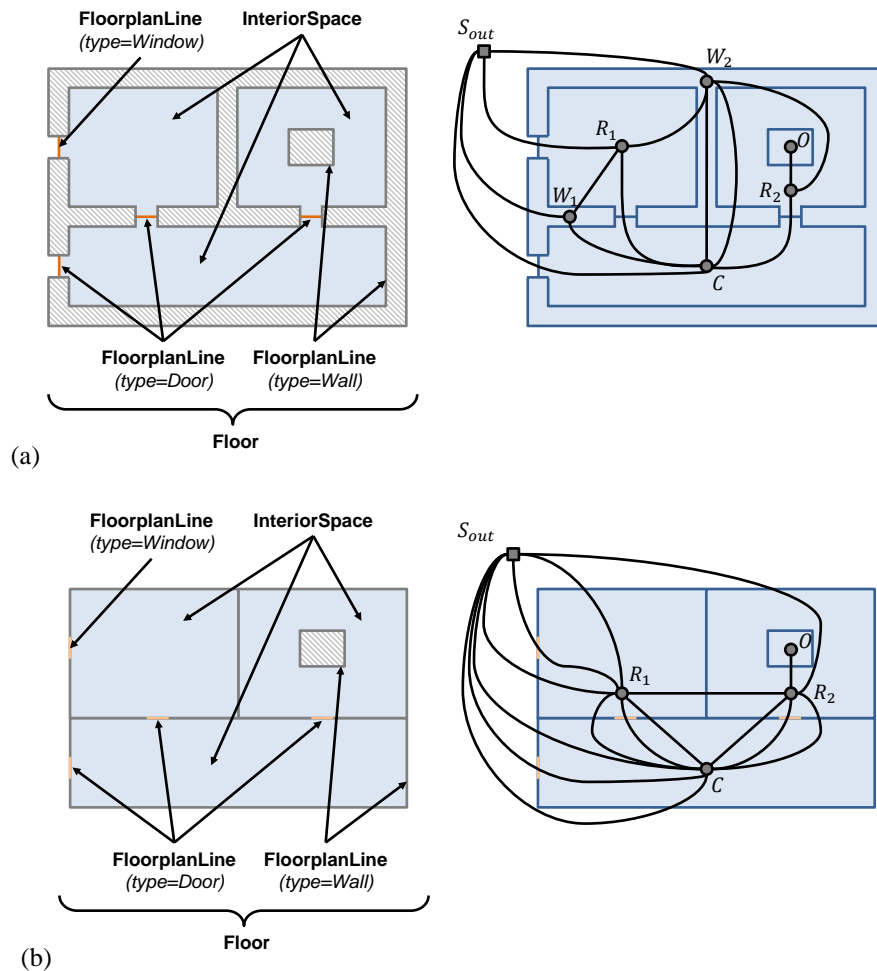 FloorplanLine
(type=Window)
InteriorSpace
FloorplanLine
(type=Door)
FloorplanLine
(type=Wall)
Floor
(a)
S_out
W_2
R_1
O
R_2
W_1
C
FloorplanLine
(type=Window)
InteriorSpace
FloorplanLine
(type=Door)
FloorplanLine
(type=Wall)
Floor
(b)
S_out
O
R_1
R_2
C